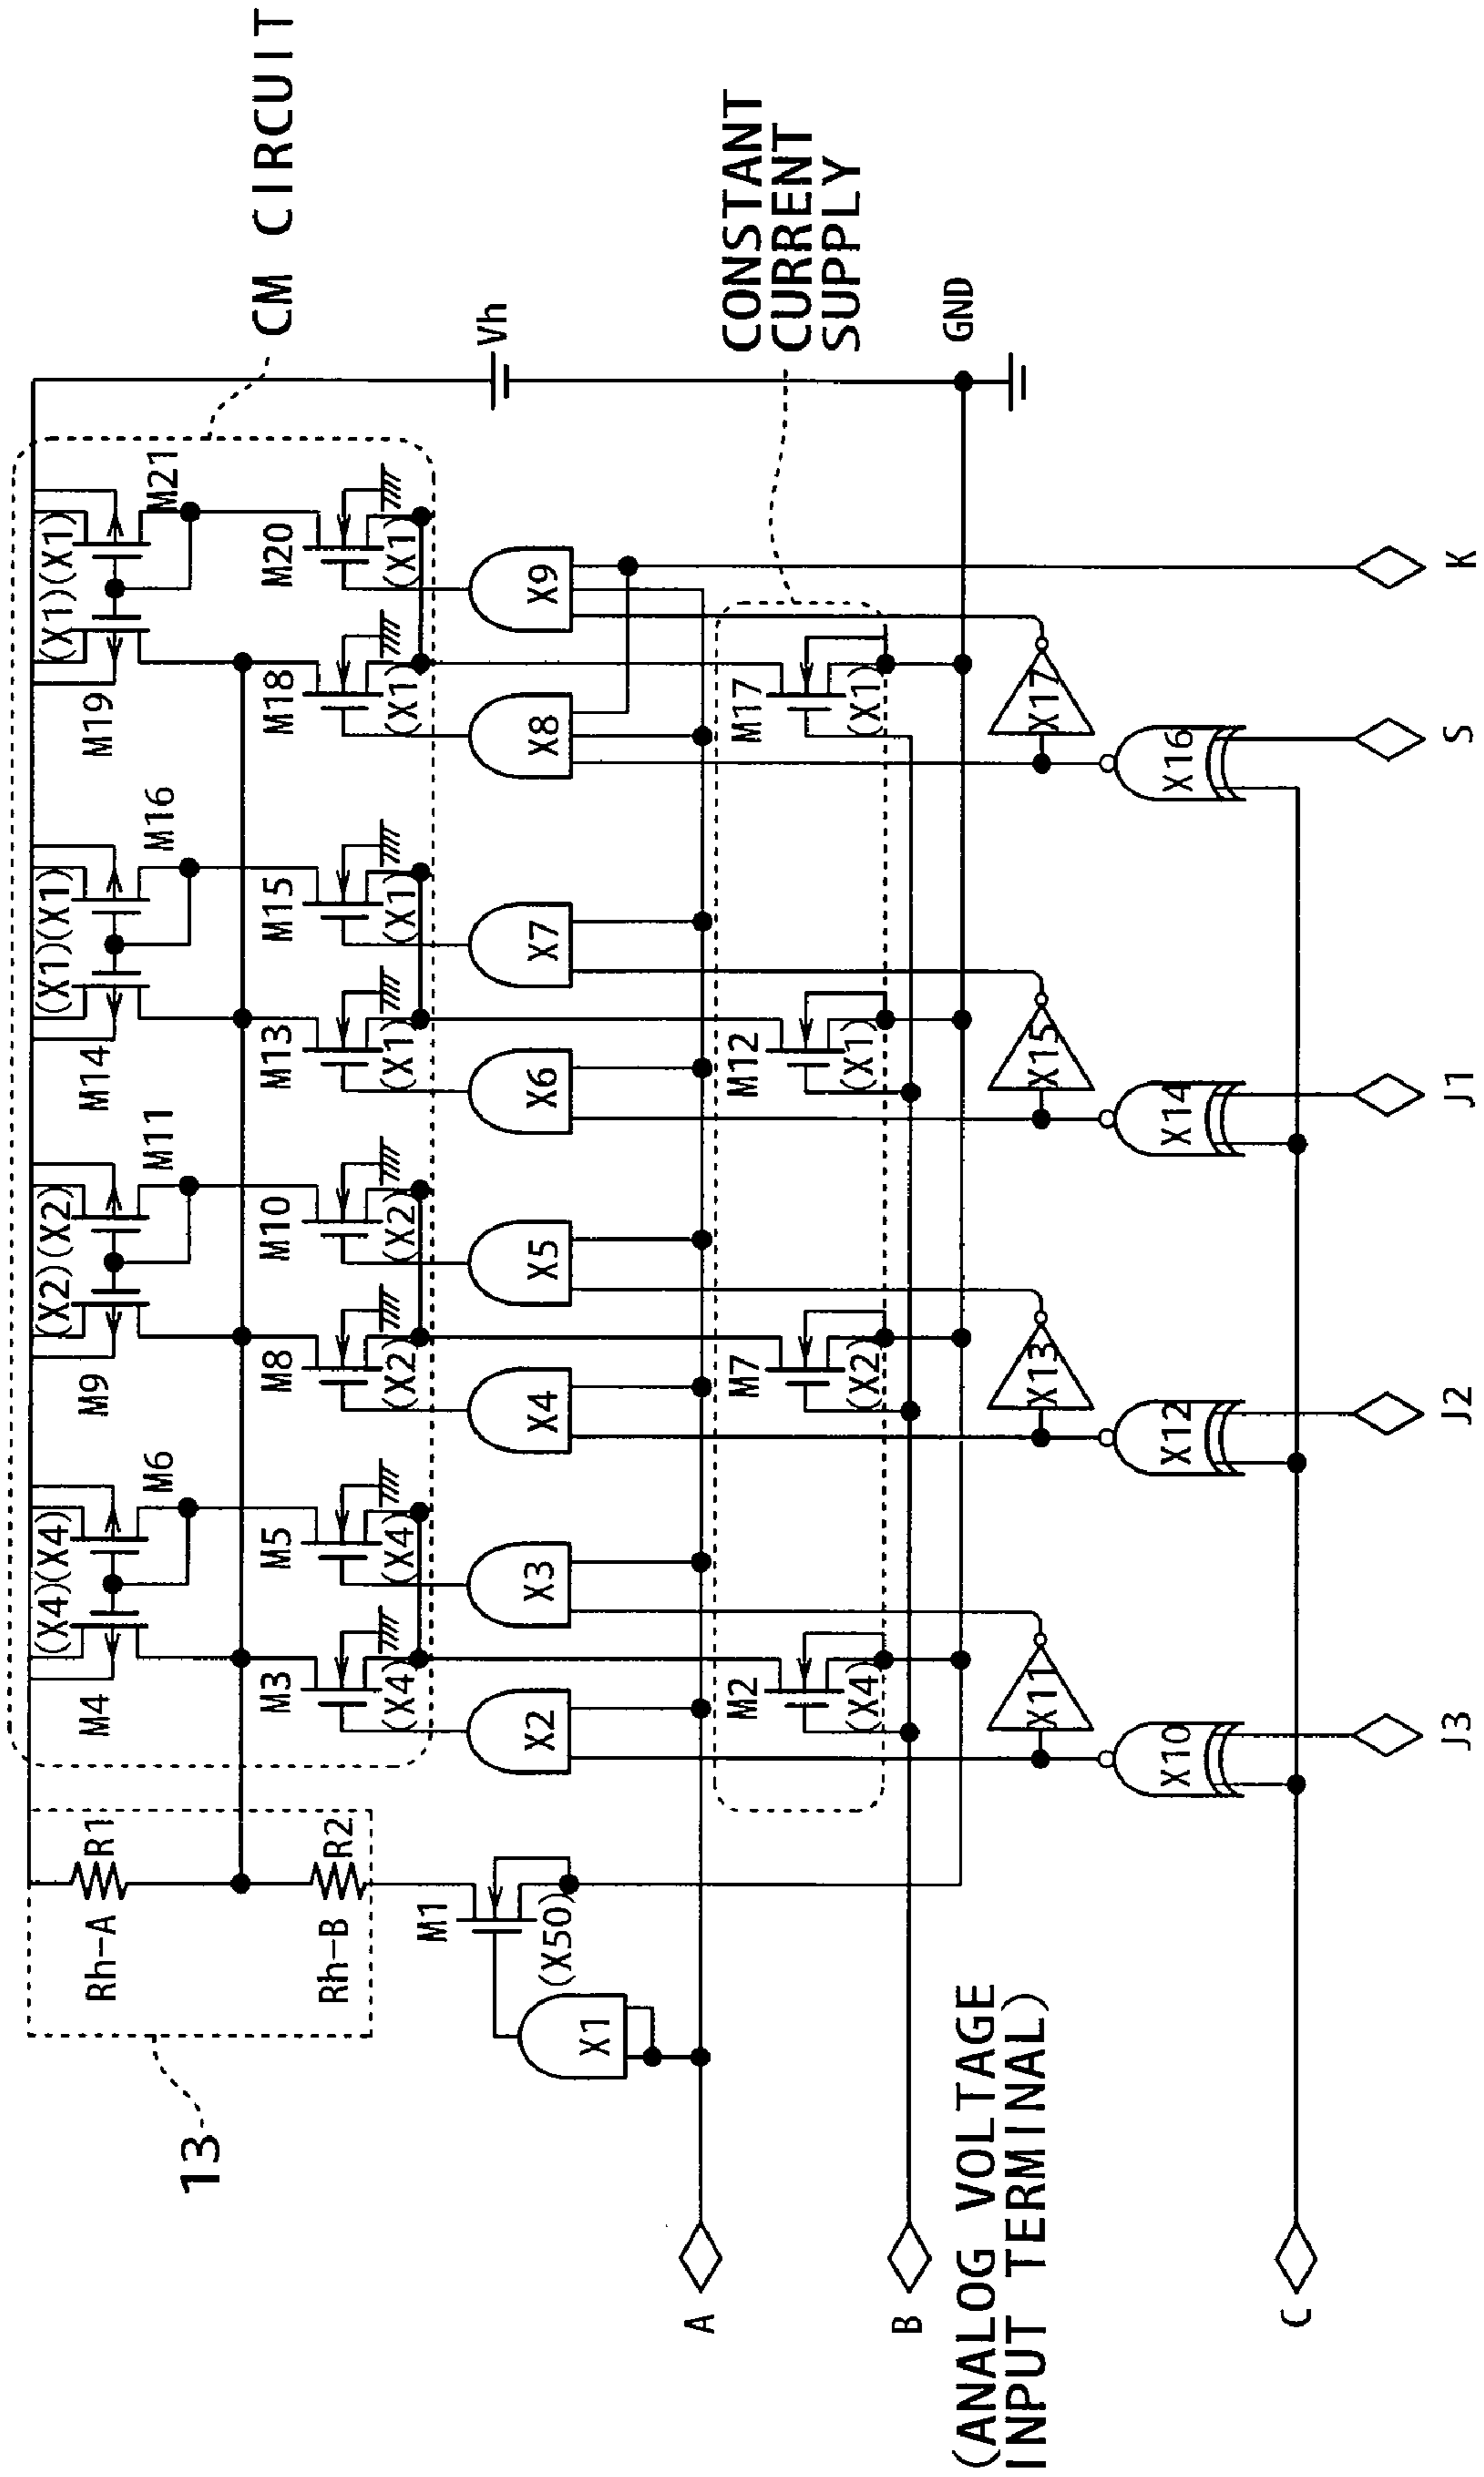 CM CIRCUIT
(X4)
(X4)
M6
(X2)
(X2)
M11
(X1)
(X1)
M16
(X1)
(X1)
M21
R1
Rh-A
M4
M9
M14
M19
13
R2
Rh-B
M3
(X4)
M5
(X4)
M8
(X2)
M10
(X2)
M13
(X1)
M15
(X1)
M18
(X1)
M20
(X1)
Vh
M1
(X50)
X1
X2
X3
X4
X5
X6
X7
X8
X9
A
CONSTANT
CURRENT
SUPPLY
M2
(X4)
M7
(X2)
M12
(X1)
M17
(X1)
B
(ANALOG VOLTAGE
INPUT TERMINAL)
GND
X11
X13
X15
X17
X10
X12
X14
X16
C
J3
J2
J1
S
K